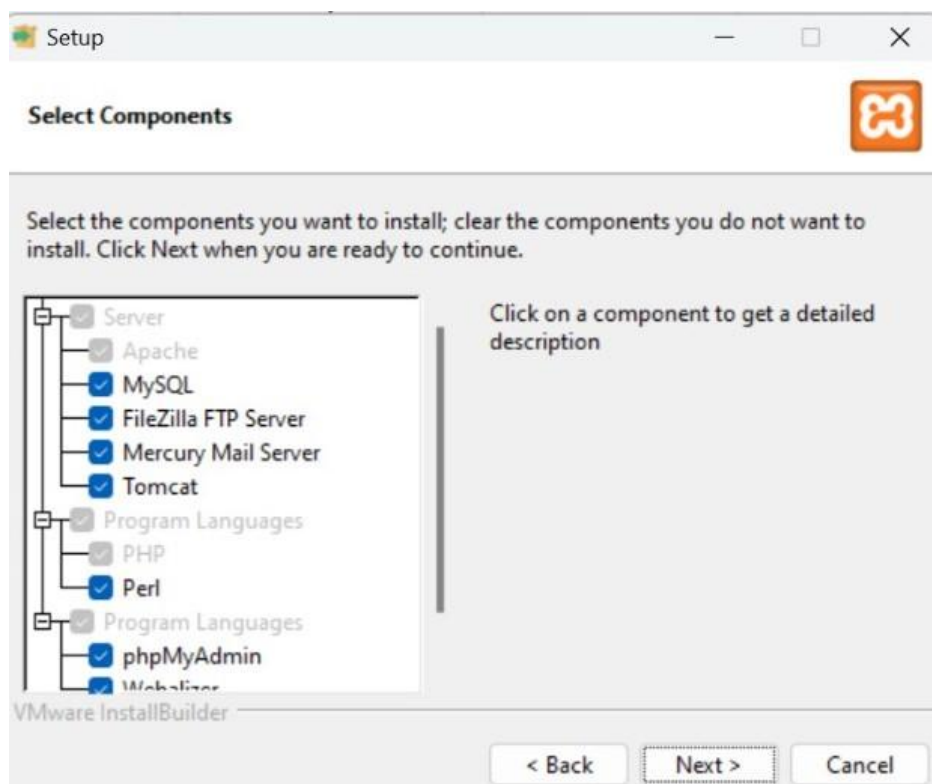 Setup
Select Components
Select the components you want to install; clear the components you do not want to
install. Click Next when you are ready to continue.
Server
Apache
MySQL
FileZilla FTP Server
Mercury Mail Server
Tomcat
Program Languages
PHP
Perl
Program Languages
phpMyAdmin
Webalizer
Click on a component to get a detailed
description
VMware InstallBuilder
< Back
Next >
Cancel